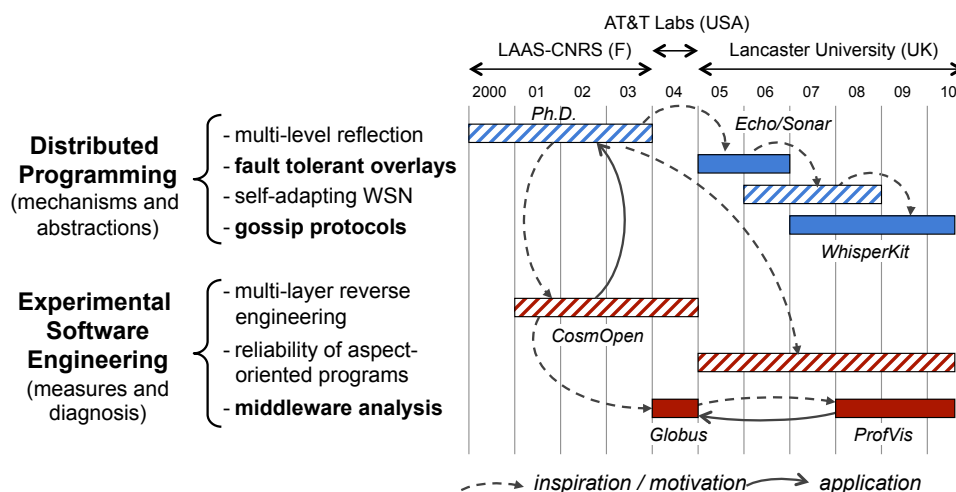 AT&T Labs (USA)
LAAS-CNRS (F)
Lancaster University (UK)
2000 01 02 03 04 05 06 07 08 09 10
Ph.D.
Echo/Sonar
Distributed
Programming
(mechanisms and
abstractions)
- multi-level reflection
- fault tolerant overlays
- self-adapting WSN
- gossip protocols
WhisperKit
Experimental
Software
Engineering
(measures and
diagnosis)
- multi-layer reverse
engineering
- reliability of aspect-
oriented programs
- middleware analysis
CosmOpen
Globus
ProfVis
inspiration / motivation
application